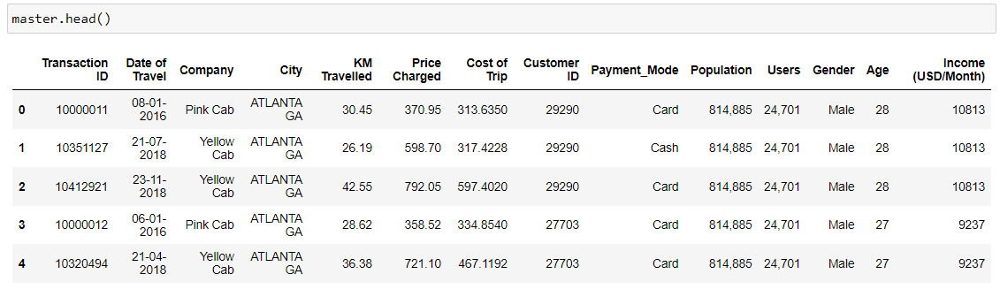 master.head()
Transaction ID Date of Travel Company City KM Travelled Price Charged Cost of Trip Customer ID Payment_Mode Population Users Gender Age Income (USD/Month)
0 10000011 08-01-2016 Pink Cab ATLANTA GA 30.45 370.95 313.6350 29290 Card 814,885 24,701 Male 28 10813
1 10351127 21-07-2018 Yellow Cab ATLANTA GA 26.19 598.70 317.4228 29290 Cash 814,885 24,701 Male 28 10813
2 10412921 23-11-2018 Yellow Cab ATLANTA GA 42.55 792.05 597.4020 29290 Card 814,885 24,701 Male 28 10813
3 10000012 06-01-2016 Pink Cab ATLANTA GA 28.62 358.52 334.8540 27703 Card 814,885 24,701 Male 27 9237
4 10320494 21-04-2018 Yellow Cab ATLANTA GA 36.38 721.10 467.1192 27703 Card 814,885 24,701 Male 27 9237